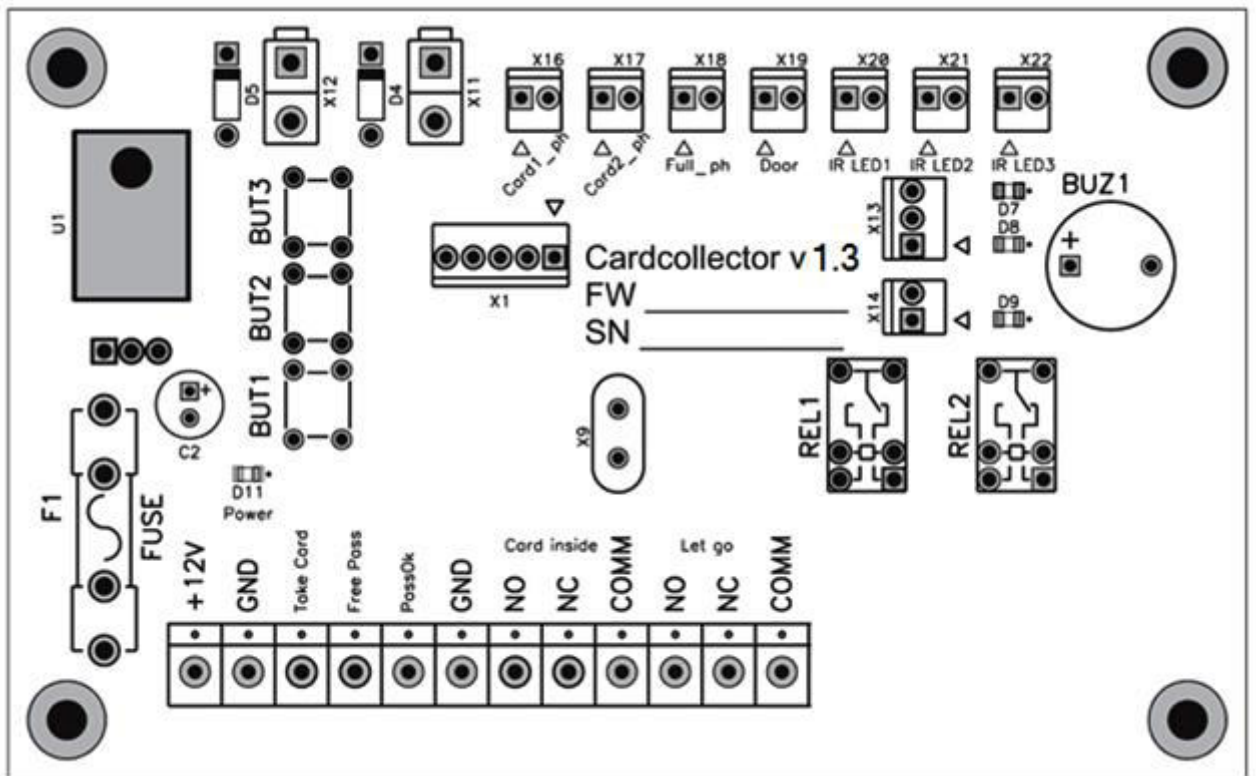 X16 X17 X18 X19 X20 X21 X22
D5 X12 D4 X11
Card1_ph Card2_ph Full_ph Door IR LED1 IR LED2 IR LED3
U1
BUT3
X13
D7
D8
BUZ1
+
X1
Cardcollector v 1.3
FW
SN
BUT2
X14
D9
BUT1
+
C2
X9
REL1
REL2
D11
Power
F1
FUSE
Card inside Let go
+12V GND Take Card Free Pass PassOk GND NO NC COMM NO NC COMM